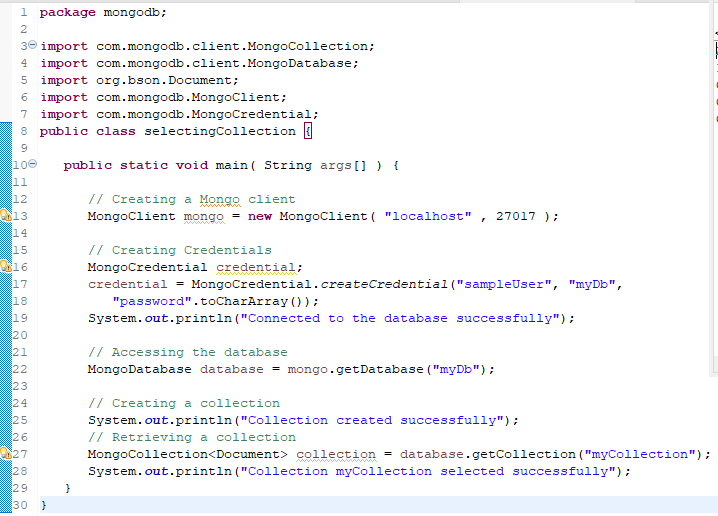 1 package mongodb;
2
3 import com.mongodb.client.MongoCollection;
4 import com.mongodb.client.MongoDatabase;
5 import org.bson.Document;
6 import com.mongodb.MongoClient;
7 import com.mongodb.MongoCredential;
8 public class selectingCollection {
9
10 public static void main( String args[] ) {
11
12 // Creating a Mongo client
13 MongoClient mongo = new MongoClient( "localhost" , 27017 );
14
15 // Creating Credentials
16 MongoCredential credential;
17 credential = MongoCredential.createCredential("sampleUser", "myDb",
18 "password".toCharArray());
19 System.out.println("Connected to the database successfully");
20
21 // Accessing the database
22 MongoDatabase database = mongo.getDatabase("myDb");
23
24 // Creating a collection
25 System.out.println("Collection created successfully");
26 // Retrieving a collection
27 MongoCollection<Document> collection = database.getCollection("myCollection");
28 System.out.println("Collection myCollection selected successfully");
29 }
30 }